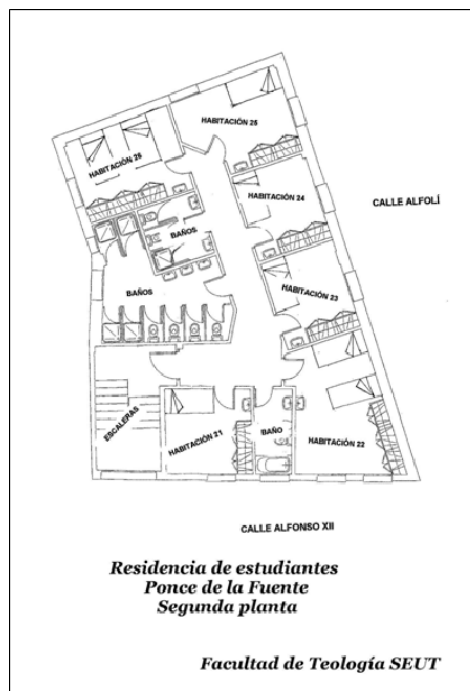 HABITACIÓN 25
HABITACIÓN 26
HABITACIÓN 24
CALLE ALFOLÍ
BAÑOS.
BAÑOS
HABITACIÓN 23
ESCALERAS
HABITACIÓN 21
BAÑO
HABITACIÓN 22
CALLE ALFONSO XII
Residencia de estudiantes
Ponce de la Fuente
Segunda planta
Facultad de Teología SEUT